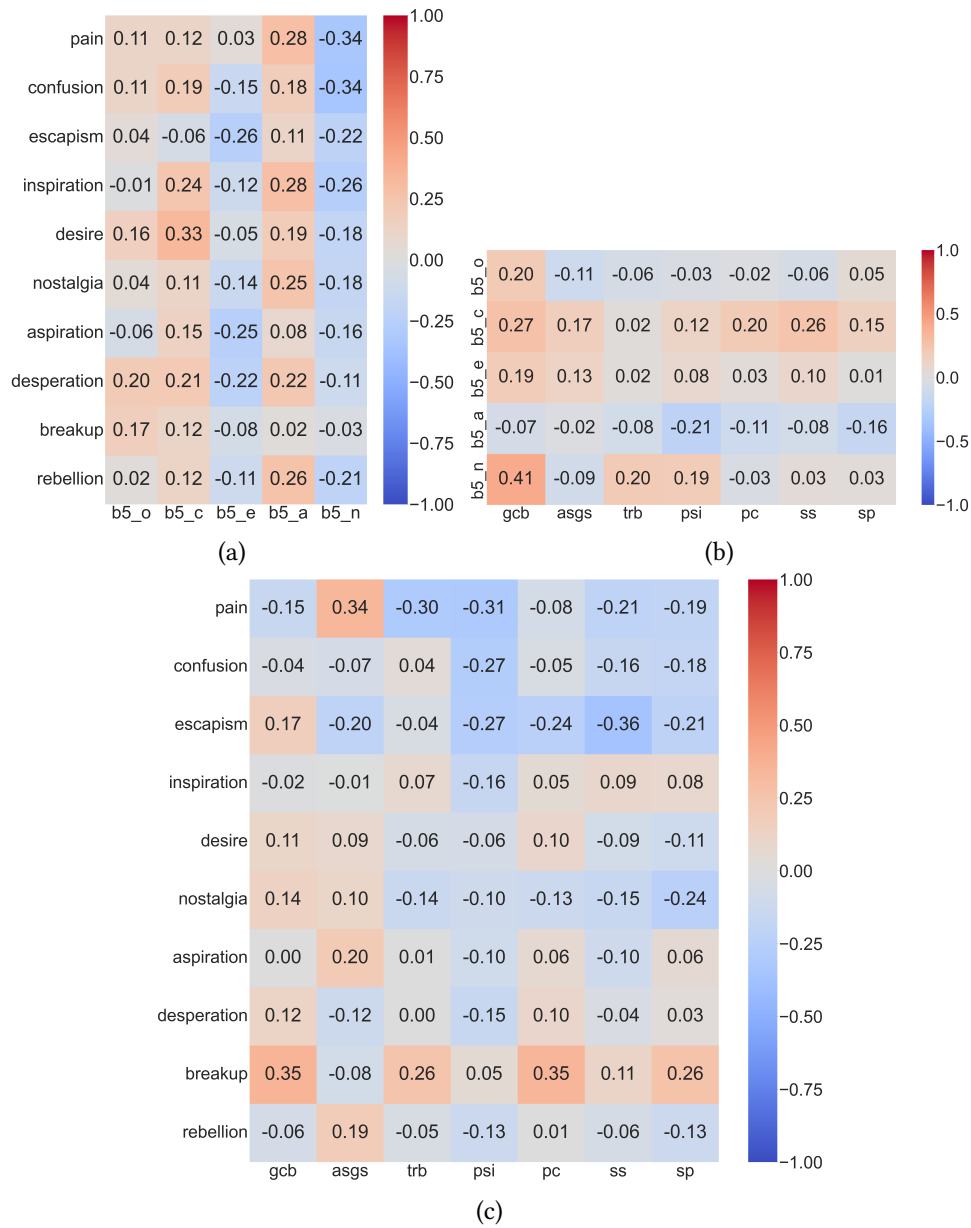 pain 0.11 0.12 0.03 0.28 -0.34
confusion 0.11 0.19 -0.15 0.18 -0.34
escapism 0.04 -0.06 -0.26 0.11 -0.22
inspiration -0.01 0.24 -0.12 0.28 -0.26
desire 0.16 0.33 -0.05 0.19 -0.18
nostalgia 0.04 0.11 -0.14 0.25 -0.18
aspiration -0.06 0.15 -0.25 0.08 -0.16
desperation 0.20 0.21 -0.22 0.22 -0.11
breakup 0.17 0.12 -0.08 0.02 -0.03
rebellion 0.02 0.12 -0.11 0.26 -0.21
b5_o b5_c b5_e b5_a b5_n
1.00
0.75
0.50
0.25
0.00
−0.25
−0.50
−0.75
−1.00
(a)
b5_o 0.20 -0.11 -0.06 -0.03 -0.02 -0.06 0.05
b5_c 0.27 0.17 0.02 0.12 0.20 0.26 0.15
b5_e 0.19 0.13 0.02 0.08 0.03 0.10 0.01
b5_a -0.07 -0.02 -0.08 -0.21 -0.11 -0.08 -0.16
b5_n 0.41 -0.09 0.20 0.19 -0.03 0.03 0.03
gcb asgs trb psi pc ss sp
1.0
0.5
0.0
−0.5
−1.0
(b)
pain -0.15 0.34 -0.30 -0.31 -0.08 -0.21 -0.19
confusion -0.04 -0.07 0.04 -0.27 -0.05 -0.16 -0.18
escapism 0.17 -0.20 -0.04 -0.27 -0.24 -0.36 -0.21
inspiration -0.02 -0.01 0.07 -0.16 0.05 0.09 0.08
desire 0.11 0.09 -0.06 -0.06 0.10 -0.09 -0.11
nostalgia 0.14 0.10 -0.14 -0.10 -0.13 -0.15 -0.24
aspiration 0.00 0.20 0.01 -0.10 0.06 -0.10 0.06
desperation 0.12 -0.12 0.00 -0.15 0.10 -0.04 0.03
breakup 0.35 -0.08 0.26 0.05 0.35 0.11 0.26
rebellion -0.06 0.19 -0.05 -0.13 0.01 -0.06 -0.13
gcb asgs trb psi pc ss sp
1.00
0.75
0.50
0.25
0.00
−0.25
−0.50
−0.75
−1.00
(c)